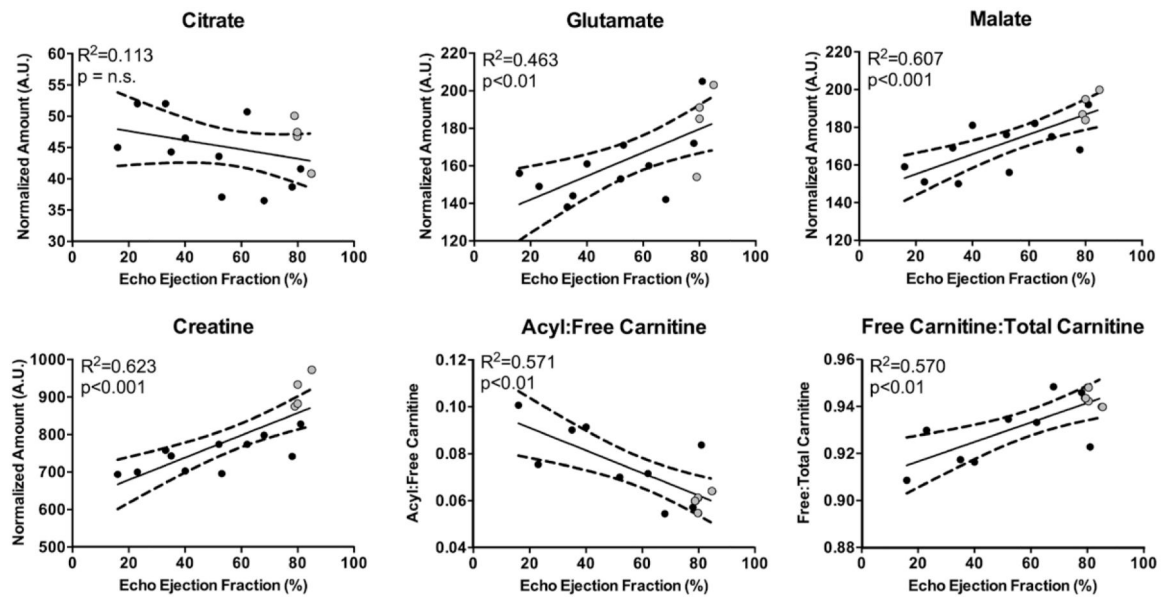 Citrate
R²=0.113
p = n.s.
Normalized Amount (A.U.)
60
55
50
45
40
35
30
0 20 40 60 80 100
Echo Ejection Fraction (%)
Glutamate
R²=0.463
p<0.01
Normalized Amount (A.U.)
220
200
180
160
140
120
0 20 40 60 80 100
Echo Ejection Fraction (%)
Malate
R²=0.607
p<0.001
Normalized Amount (A.U.)
220
200
180
160
140
120
0 20 40 60 80 100
Echo Ejection Fraction (%)
Creatine
R²=0.623
p<0.001
Normalized Amount (A.U.)
1000
900
800
700
600
500
0 20 40 60 80 100
Echo Ejection Fraction (%)
Acyl:Free Carnitine
R²=0.571
p<0.01
Acyl:Free Carnitine
0.12
0.10
0.08
0.06
0.04
0 20 40 60 80 100
Echo Ejection Fraction (%)
Free Carnitine:Total Carnitine
R²=0.570
p<0.01
Free:Total Carnitine
0.96
0.94
0.92
0.90
0.88
0 20 40 60 80 100
Echo Ejection Fraction (%)